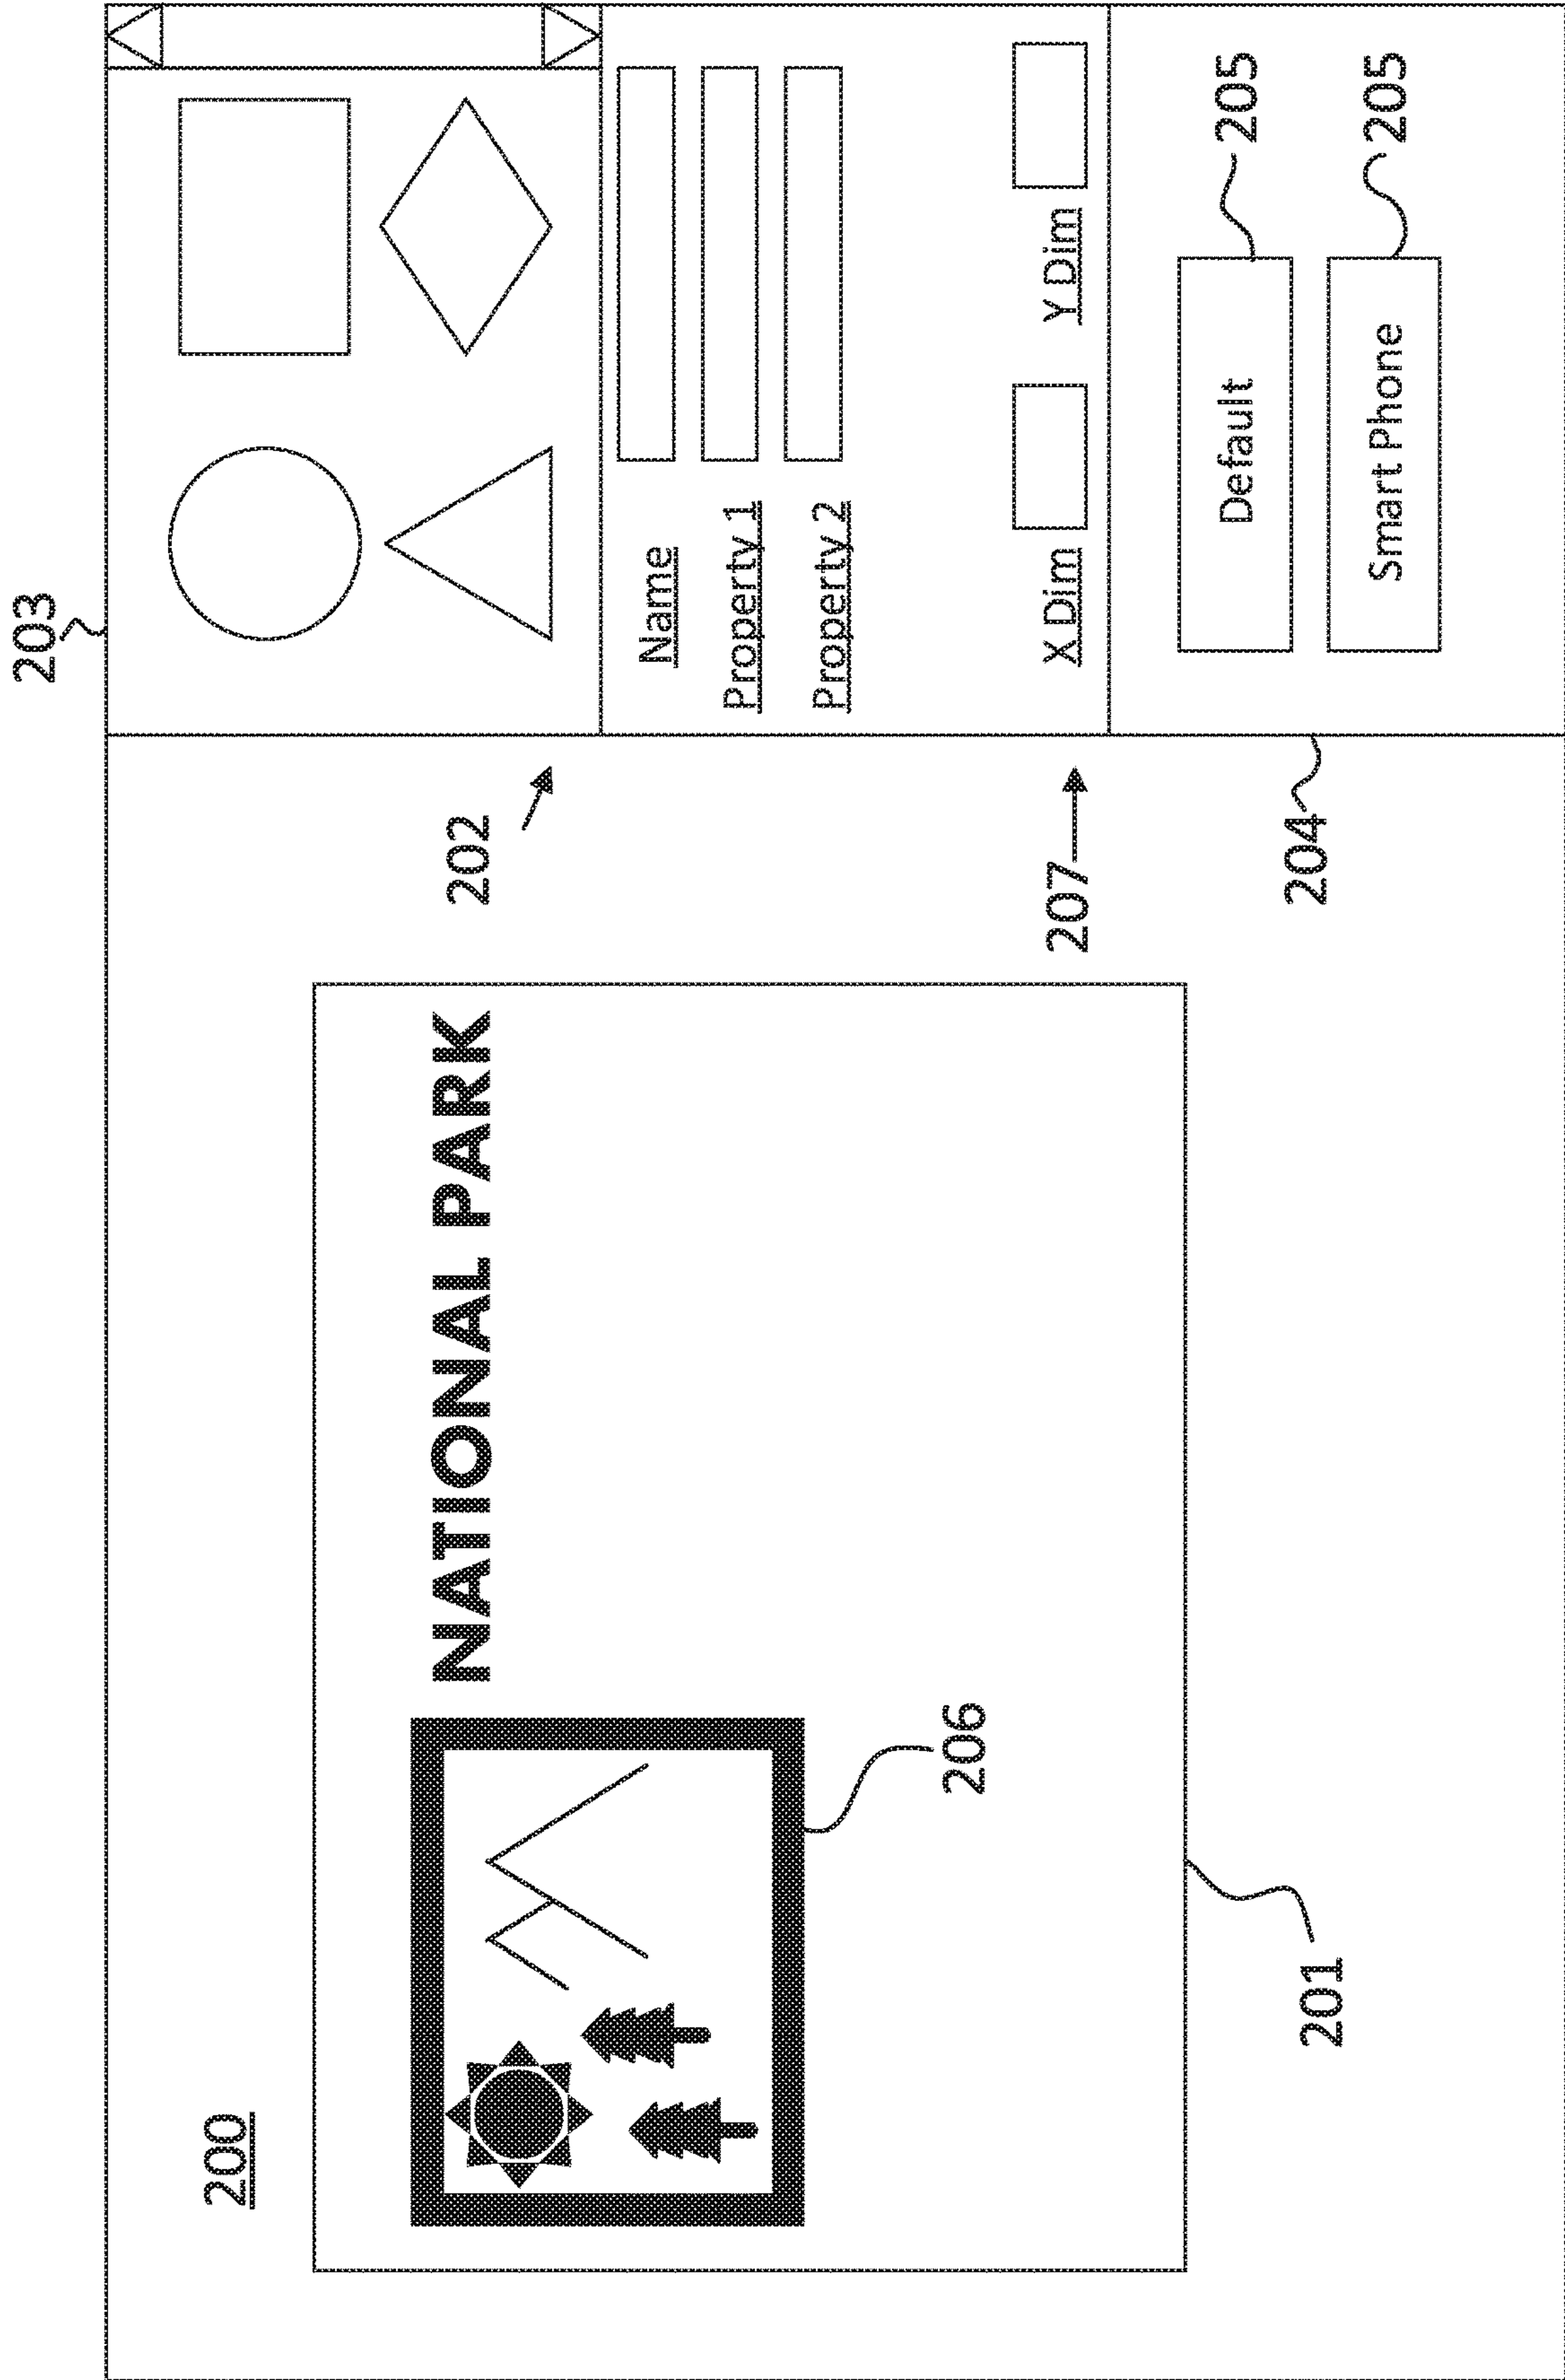 203
200
NATIONAL PARK
202
Name
Property 1
Property 2
206
207
X Dim
Y Dim
204
Default
205
Smart Phone
205
201